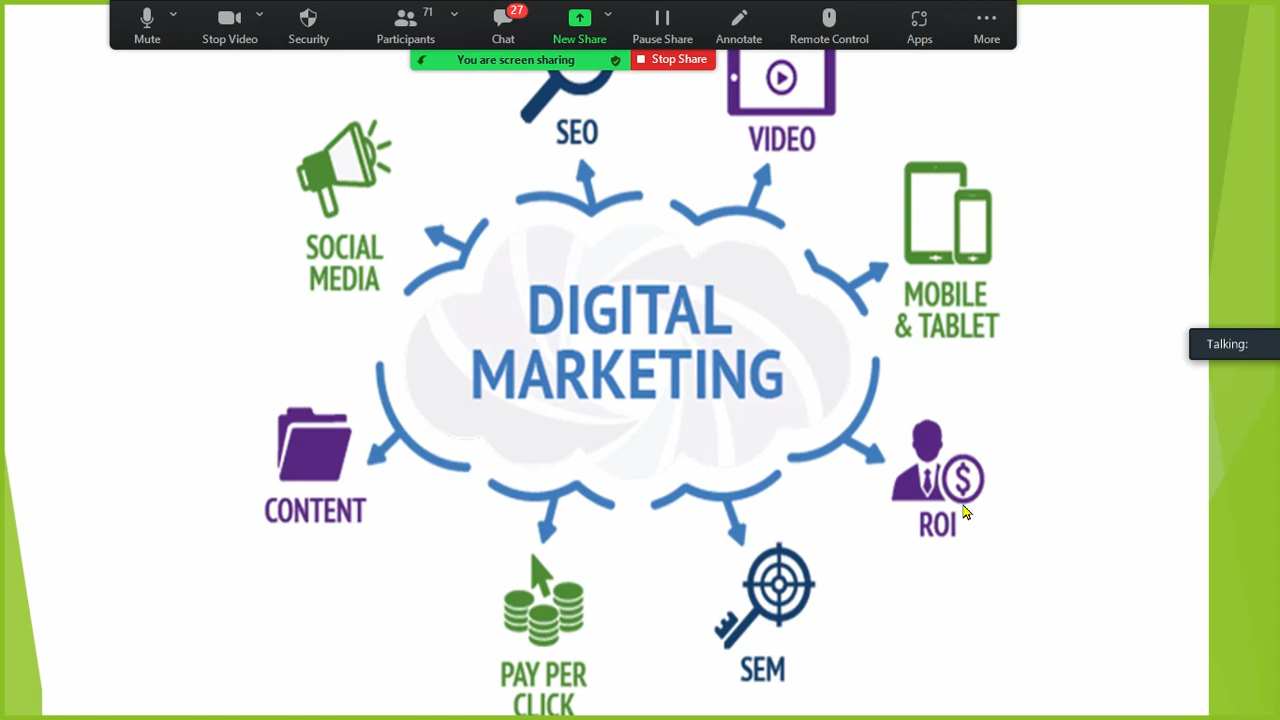 71
27
Mute
Stop Video
Security
Participants
Chat
New Share
Pause Share
Annotate
Remote Control
Apps
More
You are screen sharing
Stop Share
SEO
VIDEO
SOCIAL
MEDIA
MOBILE
& TABLET
DIGITAL
MARKETING
Talking:
CONTENT
$
ROI
PAY PER
CLICK
SEM